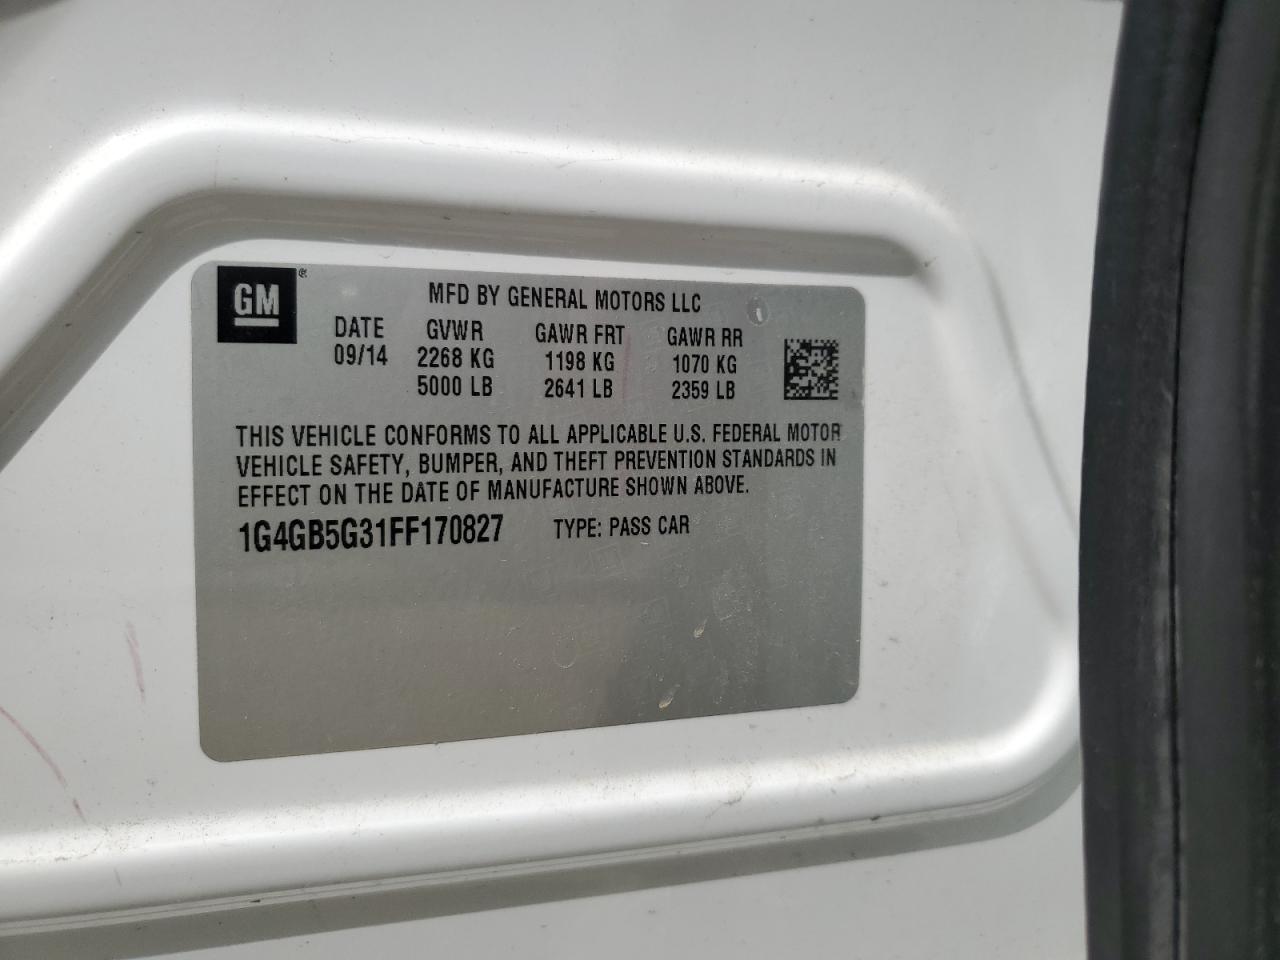 GM®
MFD BY GENERAL MOTORS LLC
DATE GVWR GAWR FRT GAWR RR
09/14 2268 KG 1198 KG 1070 KG
5000 LB 2641 LB 2359 LB
THIS VEHICLE CONFORMS TO ALL APPLICABLE U.S. FEDERAL MOTOR
VEHICLE SAFETY, BUMPER, AND THEFT PREVENTION STANDARDS IN
EFFECT ON THE DATE OF MANUFACTURE SHOWN ABOVE.
1G4GB5G31FF170827 TYPE: PASS CAR